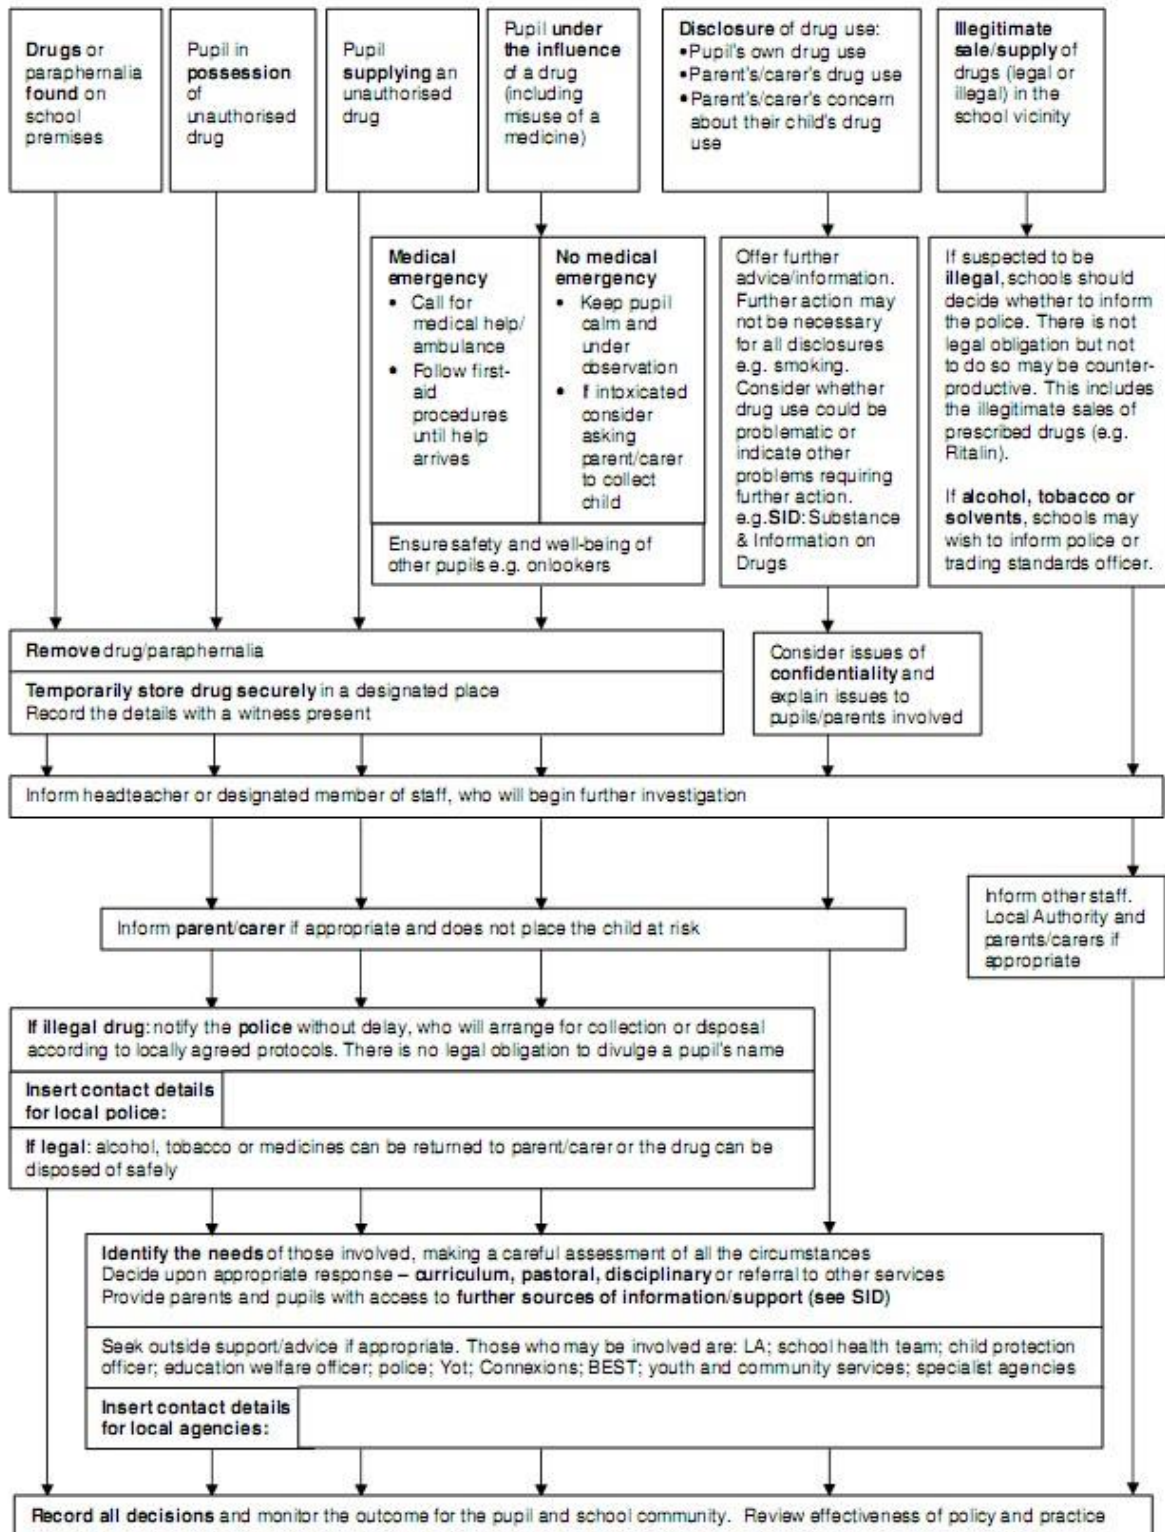 Drugs or
paraphernalia
found on
school
premises
Pupil in
possession
of
unauthorised
drug
Pupil
supplying an
unauthorised
drug
Pupil under
the influence
of a drug
(including
misuse of a
medicine)
Disclosure of drug use:
•Pupil's own drug use
•Parent's/carer's drug use
•Parent's/carer's concern
about their child's drug
use
Illegitimate
sale/supply of
drugs (legal or
illegal) in the
school vicinity
Medical
emergency
• Call for
medical help/
ambulance
• Follow first-
aid
procedures
until help
arrives
No medical
emergency
• Keep pupil
calm and
under
observation
• If intoxicated
consider
asking
parent/carer
to collect
child
Ensure safety and well-being of
other pupils e.g. onlookers
Offer further
advice/information.
Further action may
not be necessary
for all disclosures
e.g. smoking.
Consider whether
drug use could be
problematic or
indicate other
problems requiring
further action.
e.g.SID: Substance
& Information on
Drugs
If suspected to be
illegal, schools should
decide whether to inform
the police. There is not
legal obligation but not
to do so may be counter-
productive. This includes
the illegitimate sales of
prescribed drugs (e.g.
Ritalin).
If alcohol, tobacco or
solvents, schools may
wish to inform police or
trading standards officer.
Remove drug/paraphernalia
Temporarily store drug securely in a designated place
Record the details with a witness present
Consider issues of
confidentiality and
explain issues to
pupils/parents involved
Inform headteacher or designated member of staff, who will begin further investigation
Inform parent/carer if appropriate and does not place the child at risk
Inform other staff.
Local Authority and
parents/carers if
appropriate
If illegal drug: notify the police without delay, who will arrange for collection or disposal
according to locally agreed protocols. There is no legal obligation to divulge a pupil's name
Insert contact details
for local police:
If legal: alcohol, tobacco or medicines can be returned to parent/carer or the drug can be
disposed of safely
Identify the needs of those involved, making a careful assessment of all the circumstances
Decide upon appropriate response – curriculum, pastoral, disciplinary or referral to other services
Provide parents and pupils with access to further sources of information/support (see SID)
Seek outside support/advice if appropriate. Those who may be involved are: LA; school health team; child protection
officer; education welfare officer; police; Yot; Connexions; BEST; youth and community services; specialist agencies
Insert contact details
for local agencies:
Record all decisions and monitor the outcome for the pupil and school community. Review effectiveness of policy and practice